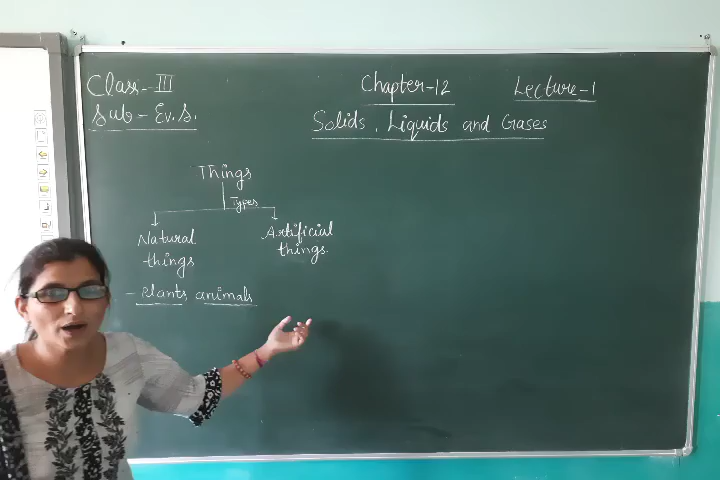 Class- III
Sub - Ev.S.
Chapter-12
Lecture-1
Solids, Liquids and Gases
Things
Types
Natural things
Artificial things.
- Plants, animals